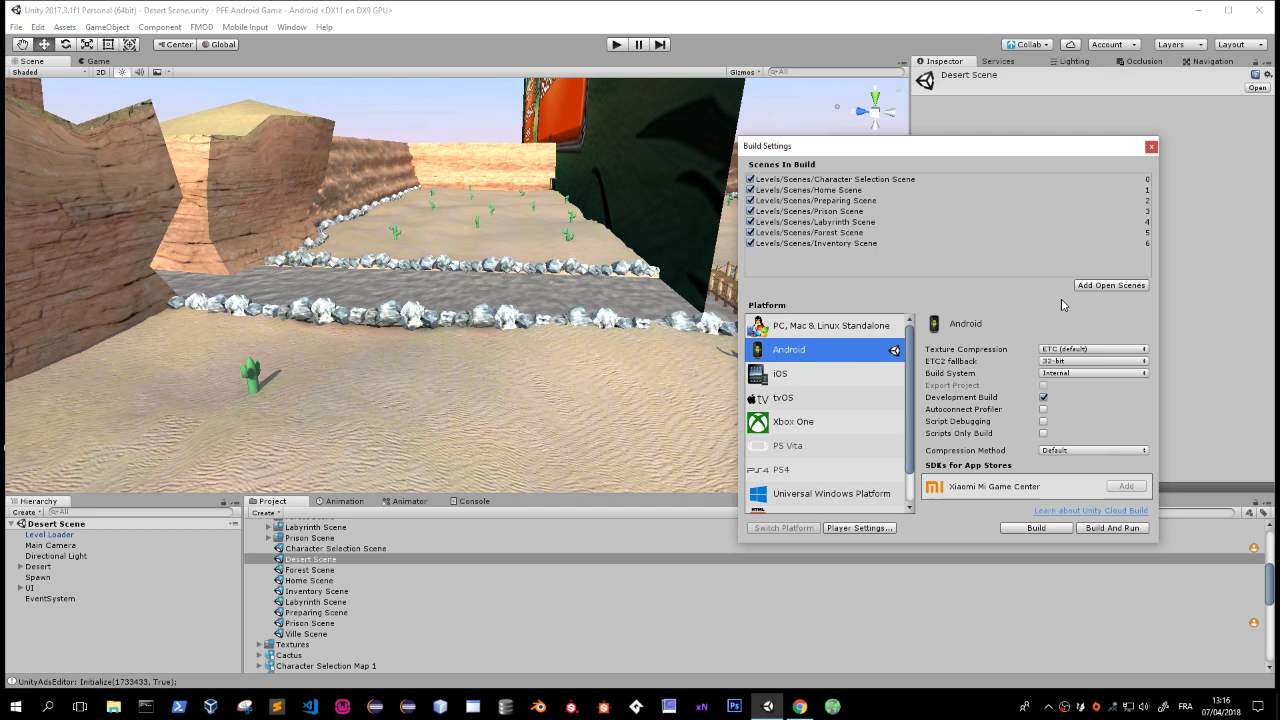 Unity 2017.3.1f1 Personal (64bit) - Desert Scene.unity - PFE Android Game - Android <DX11 on DX9 GPU>
File Edit Assets GameObject Component FMOD Mobile Input Window Help
Center Global Collab Account Layers Layout
Scene Game Inspector Services Lighting Occlusion Navigation
Shaded 2D Gizmos All
Desert Scene
Open
Build Settings
Scenes In Build
Levels/Scenes/Character Selection Scene 0
Levels/Scenes/Home Scene 1
Levels/Scenes/Preparing Scene 2
Levels/Scenes/Prison Scene 3
Levels/Scenes/Labyrinth Scene 4
Levels/Scenes/Forest Scene 5
Levels/Scenes/Inventory Scene 6
Add Open Scenes
Platform
PC, Mac & Linux Standalone
Android
iOS
tv tvOS
Xbox One
PS Vita
PS4 PS4
Universal Windows Platform
HTML
Android
Texture Compression ETC (default)
ETC2 fallback 32-bit
Build System Internal
Export Project
Development Build
Autoconnect Profiler
Script Debugging
Scripts Only Build
Compression Method Default
SDKs for App Stores
Xiaomi Mi Game Center Add
Learn about Unity Cloud Build
Switch Platform Player Settings... Build Build And Run
Hierarchy
Create All
Desert Scene
Level Loader
Main Camera
Directional Light
Desert
Spawn
UI
EventSystem
Project Animation Animator Console
Create
Labyrinth Scene
Prison Scene
Character Selection Scene
Desert Scene
Forest Scene
Home Scene
Inventory Scene
Labyrinth Scene
Preparing Scene
Prison Scene
Ville Scene
Textures
Cactus
Character Selection Map 1
UnityAdsEditor: Initialize(1733433, True);
xN Ps FRA 13:16
07/04/2018